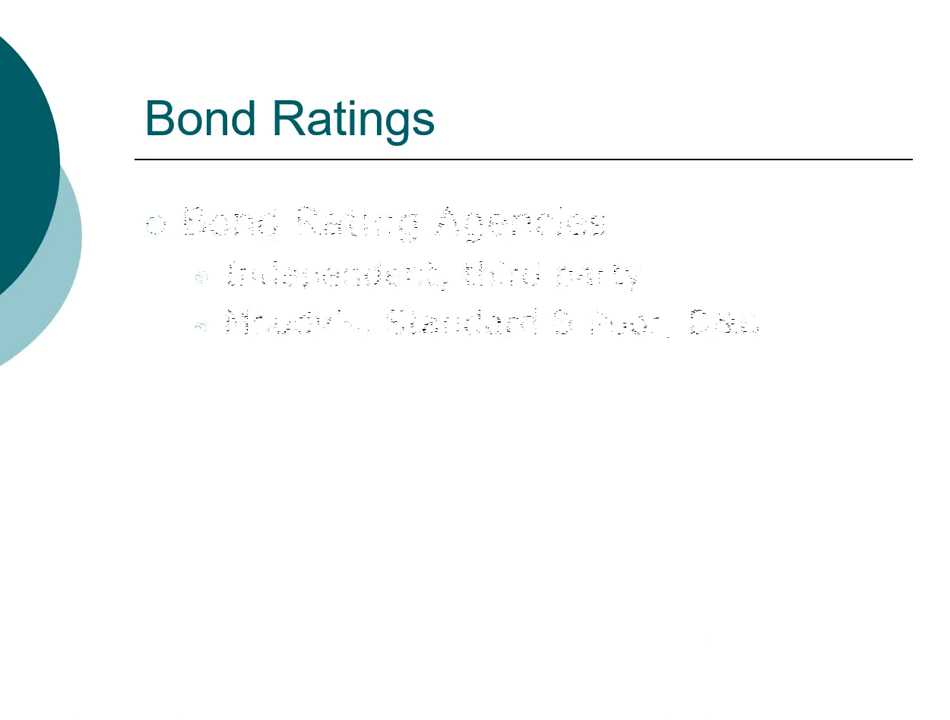 Bond Ratings
Bond Rating Agencies
Independent, third party
Moody's, Standard & Poor, D&B